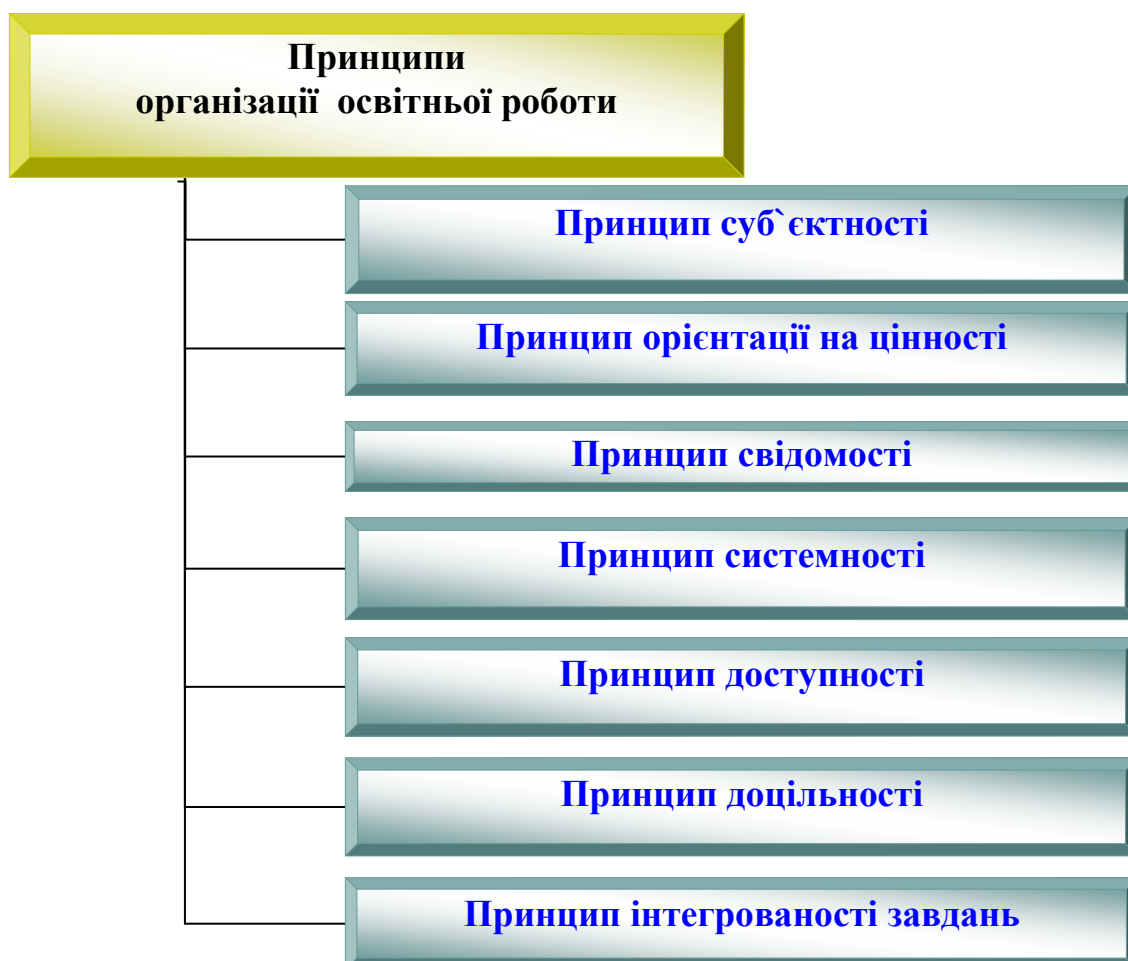 Принципи
організації освітньої роботи
Принцип суб`єктності
Принцип орієнтації на цінності
Принцип свідомості
Принцип системності
Принцип доступності
Принцип доцільності
Принцип інтегрованості завдань